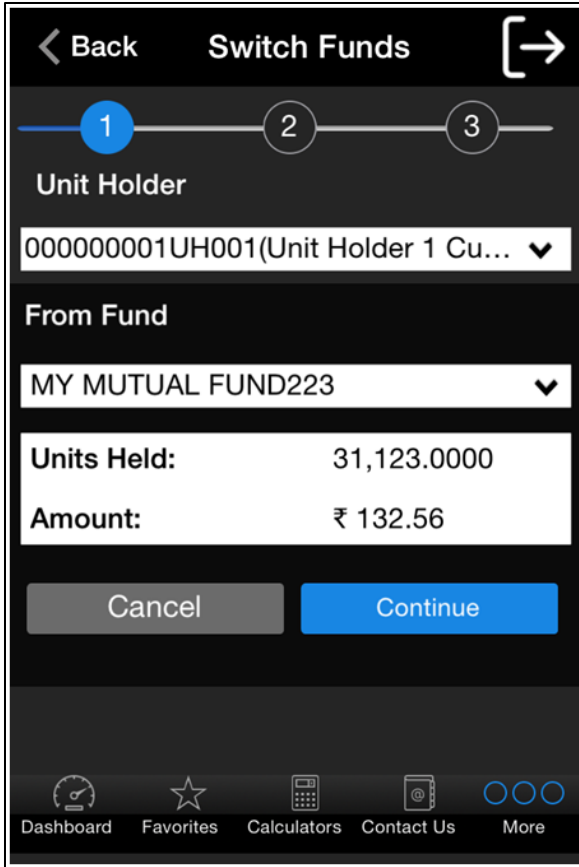 Back Switch Funds
1 2 3
Unit Holder
000000001UH001(Unit Holder 1 Cu...
From Fund
MY MUTUAL FUND223
Units Held: 31,123.0000
Amount: ₹ 132.56
Cancel Continue
@
Dashboard Favorites Calculators Contact Us More